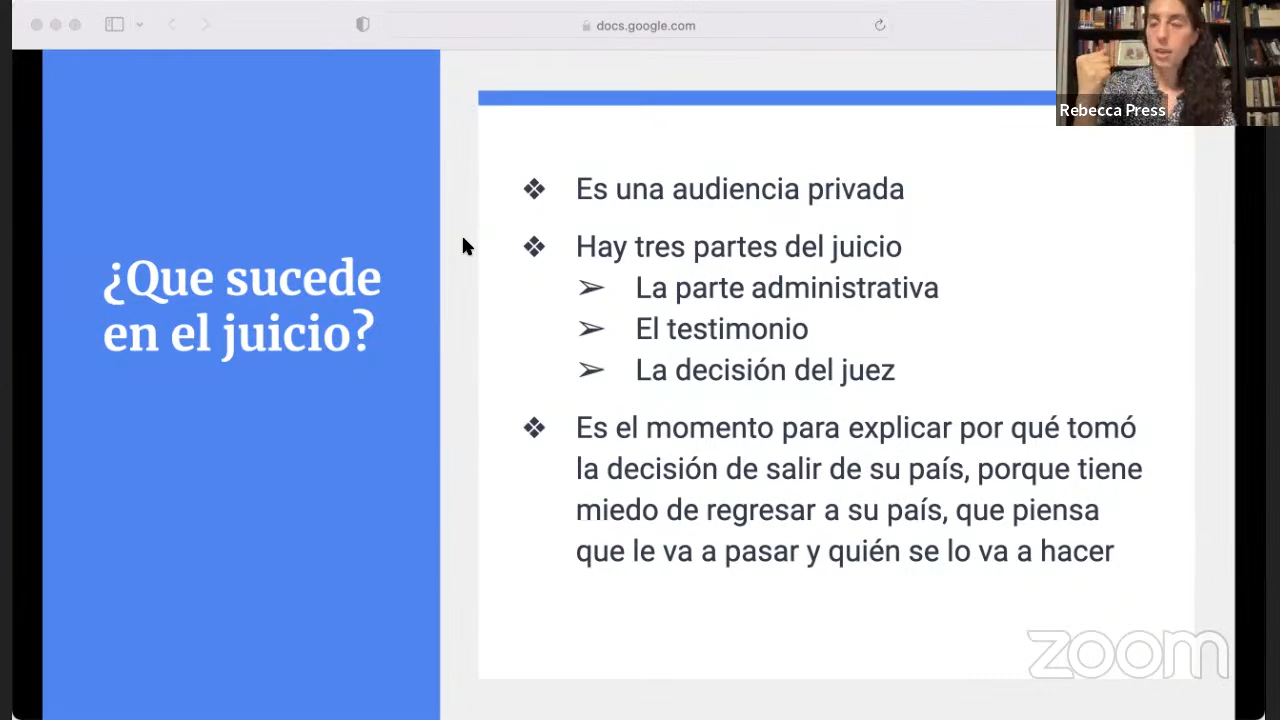 docs.google.com
Rebecca Press
¿Que sucede
en el juicio?
❖ Es una audiencia privada
❖ Hay tres partes del juicio
➢ La parte administrativa
➢ El testimonio
➢ La decisión del juez
❖ Es el momento para explicar por qué tomó
la decisión de salir de su país, porque tiene
miedo de regresar a su país, que piensa
que le va a pasar y quién se lo va a hacer
zoom